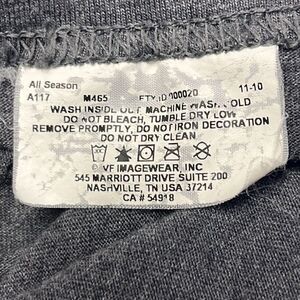 All Season
A117 M465 FTY ID 000020 11-10
WASH INSIDE OUT MACHINE WASH COLD
DO NOT BLEACH, TUMBLE DRY LOW
REMOVE PROMPTLY, DO NOT IRON DECORATION
DO NOT DRY CLEAN
©VF IMAGEWEAR, INC
545 MARRIOTT DRIVE SUITE 200
NASHVILLE, TN USA 37214
CA# 54918